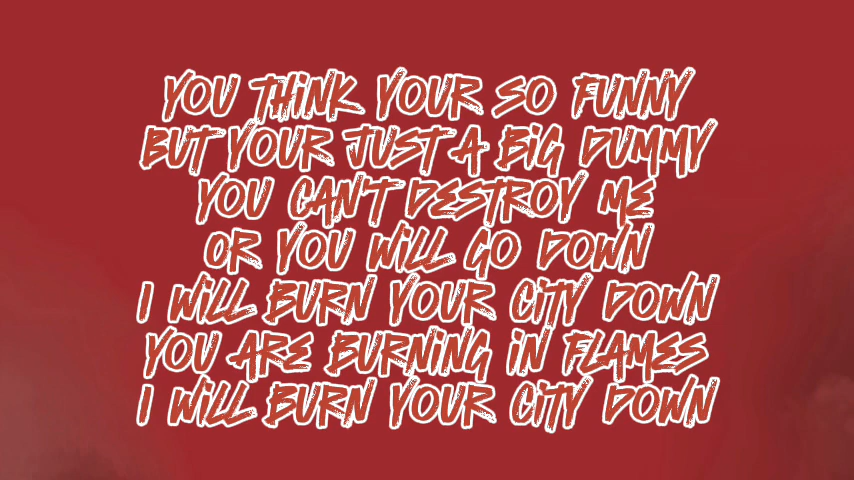 YOU THINK YOUR SO FUNNY
BUT YOUR JUST A BIG DUMMY
YOU CAN'T DESTROY ME
OR YOU WILL GO DOWN
I WILL BURN YOUR CITY DOWN
YOU ARE BURNING IN FLAMES
I WILL BURN YOUR CITY DOWN